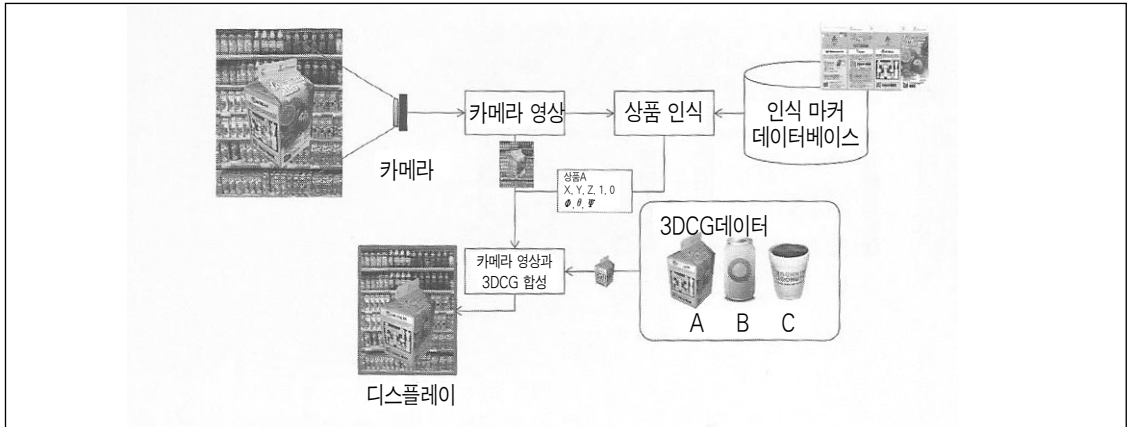 카메라 영상
상품 인식
인식 마커
데이터베이스
카메라
상품A
X, Y, Z, 1, 0
Φ, θ, Ψ
3DCG데이터
카메라 영상과
3DCG 합성
A B C
디스플레이